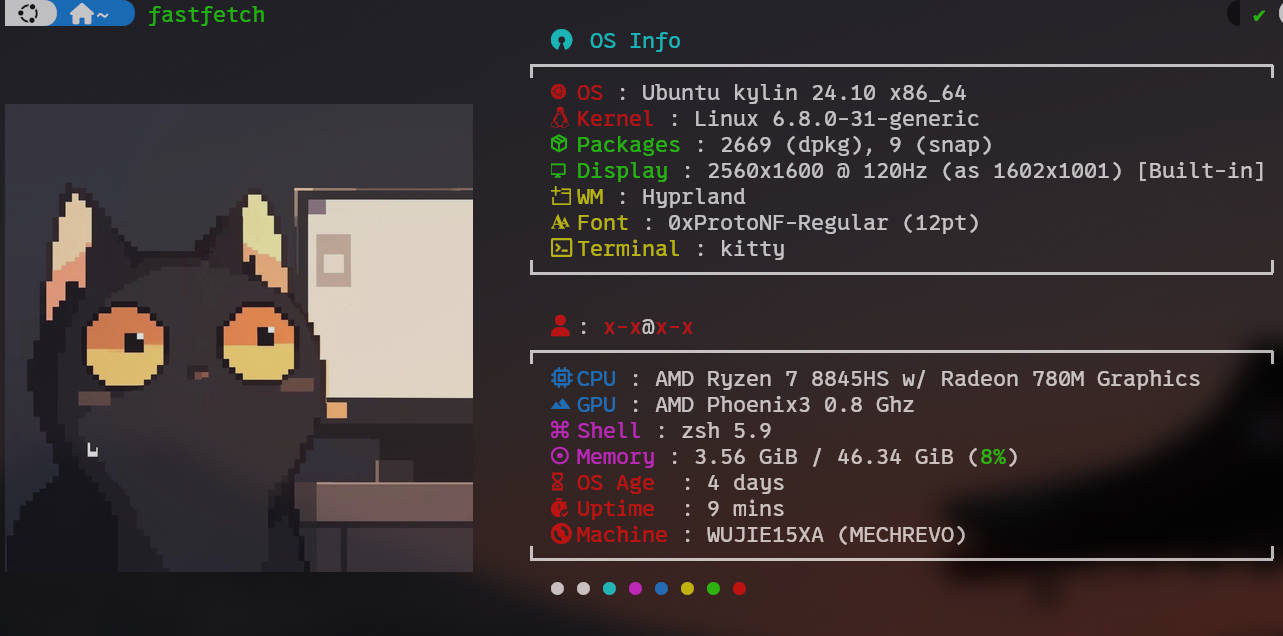 ~ fastfetch ✔
OS Info
OS : Ubuntu kylin 24.10 x86_64
Kernel : Linux 6.8.0-31-generic
Packages : 2669 (dpkg), 9 (snap)
Display : 2560x1600 @ 120Hz (as 1602x1001) [Built-in]
WM : Hyprland
Font : 0xProtoNF-Regular (12pt)
Terminal : kitty
: x-x@x-x
CPU : AMD Ryzen 7 8845HS w/ Radeon 780M Graphics
GPU : AMD Phoenix3 0.8 Ghz
Shell : zsh 5.9
Memory : 3.56 GiB / 46.34 GiB (8%)
OS Age : 4 days
Uptime : 9 mins
Machine : WUJIE15XA (MECHREVO)